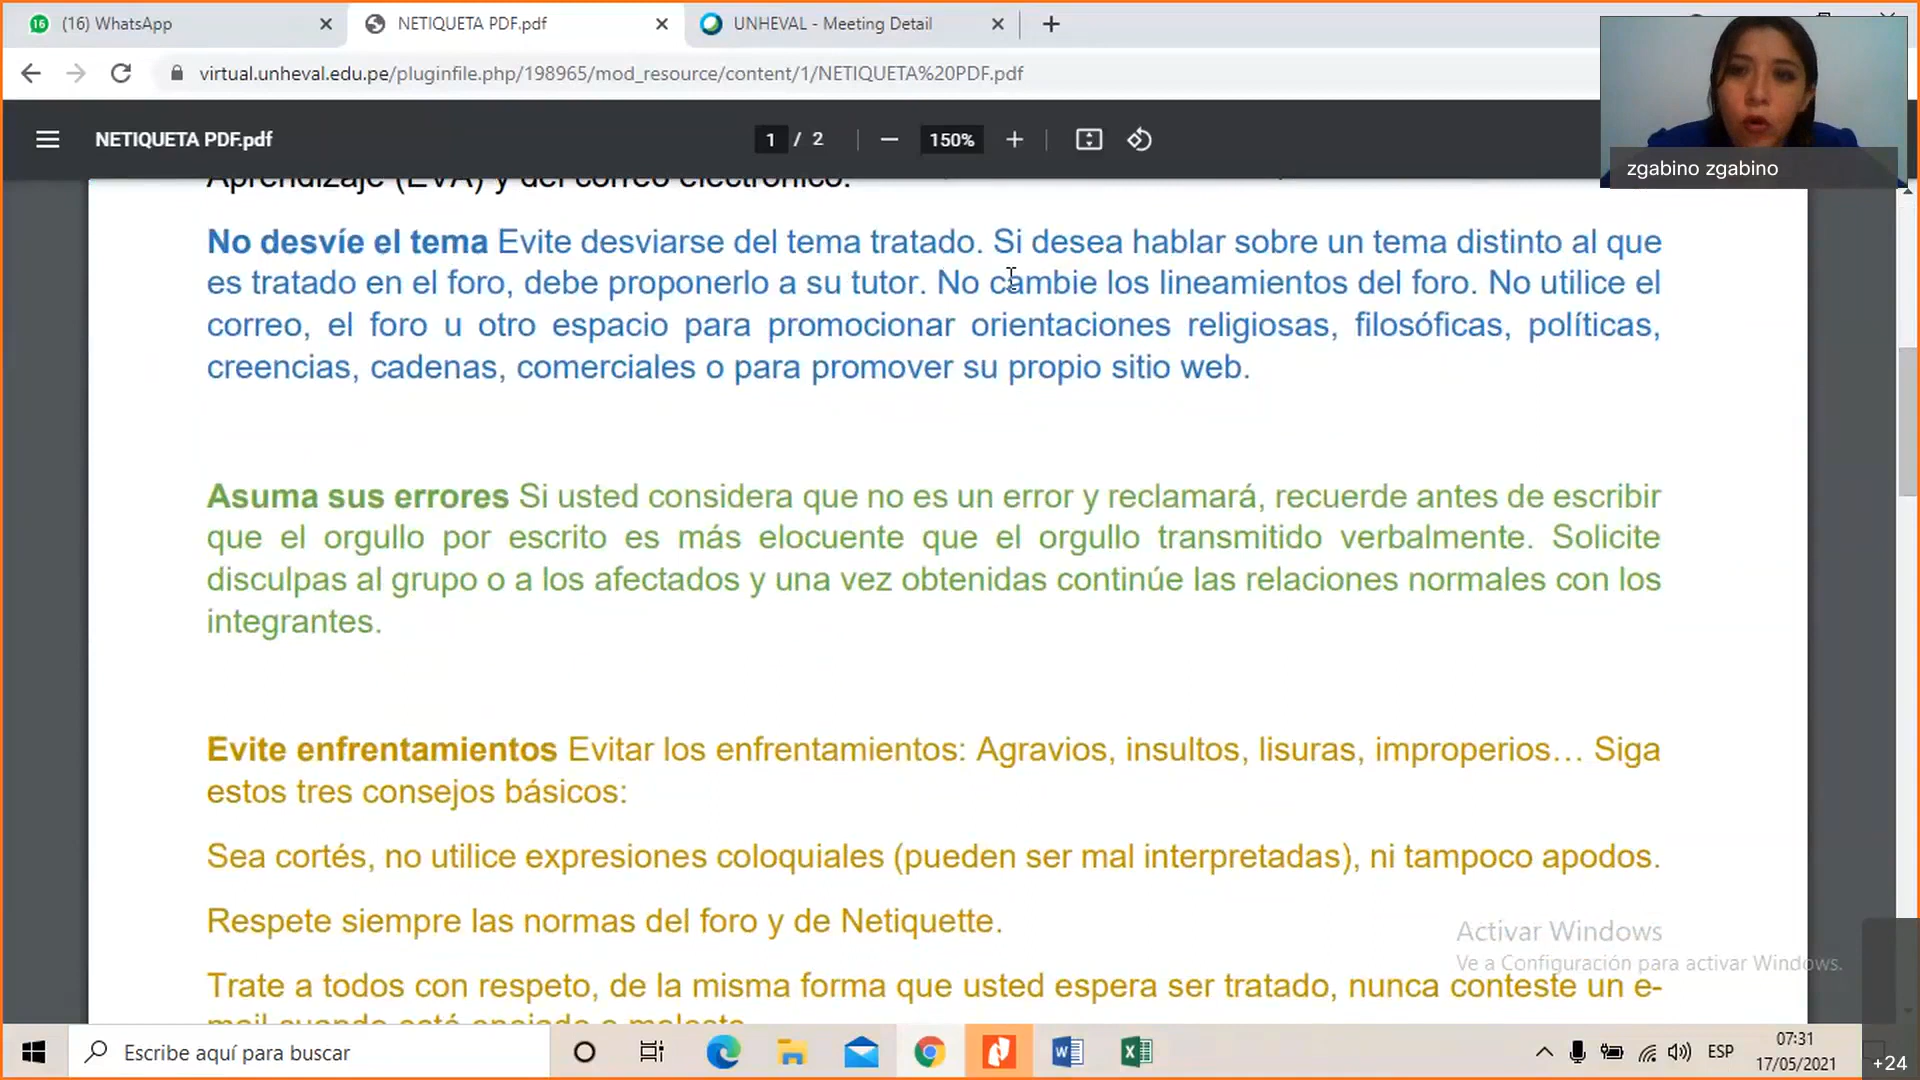 (16) WhatsApp
NETIQUETA PDF.pdf
UNHEVAL - Meeting Detail
virtual.unheval.edu.pe/pluginfile.php/198965/mod_resource/content/1/NETIQUETA%20PDF.pdf
NETIQUETA PDF.pdf
1 / 2
150%
zgabino zgabino
Aprendizaje (EVA) y del correo electrónico.
No desvíe el tema Evite desviarse del tema tratado. Si desea hablar sobre un tema distinto al que
es tratado en el foro, debe proponerlo a su tutor. No cambie los lineamientos del foro. No utilice el
correo, el foro u otro espacio para promocionar orientaciones religiosas, filosóficas, políticas,
creencias, cadenas, comerciales o para promover su propio sitio web.
Asuma sus errores Si usted considera que no es un error y reclamará, recuerde antes de escribir
que el orgullo por escrito es más elocuente que el orgullo transmitido verbalmente. Solicite
disculpas al grupo o a los afectados y una vez obtenidas continúe las relaciones normales con los
integrantes.
Evite enfrentamientos Evitar los enfrentamientos: Agravios, insultos, lisuras, improperios… Siga
estos tres consejos básicos:
Sea cortés, no utilice expresiones coloquiales (pueden ser mal interpretadas), ni tampoco apodos.
Respete siempre las normas del foro y de Netiquette.
Trate a todos con respeto, de la misma forma que usted espera ser tratado, nunca conteste un e-
mail cuando esté enojado o molesto.
Activar Windows
Ve a Configuración para activar Windows.
Escribe aquí para buscar
ESP
07:31
17/05/2021
+24